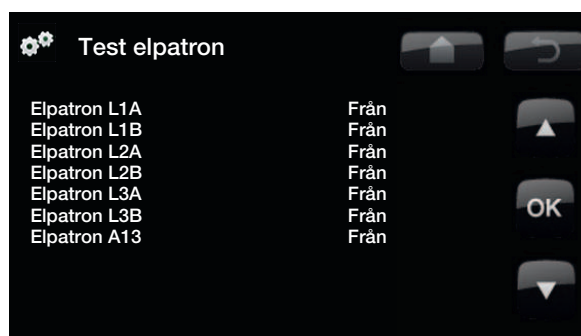 Test elpatron
Elpatron L1A Från
Elpatron L1B Från
Elpatron L2A Från
Elpatron L2B Från
Elpatron L3A Från
Elpatron L3B Från
Elpatron A13 Från
OK